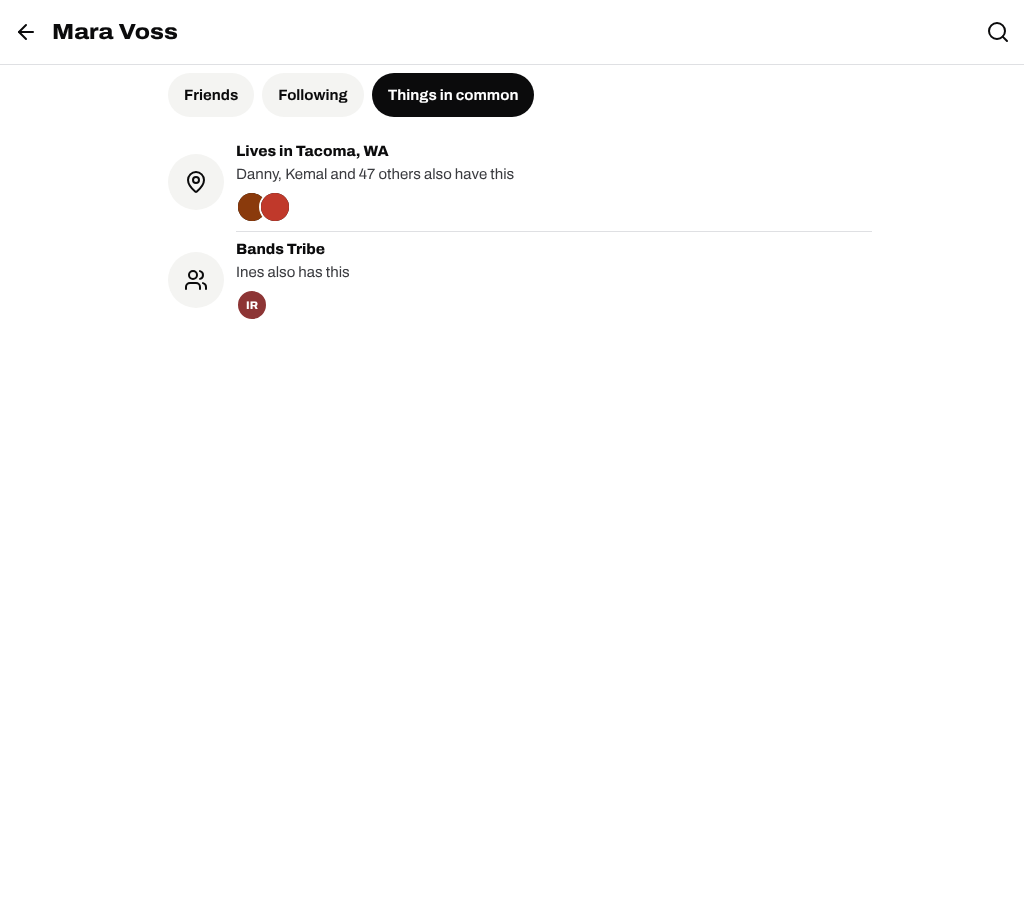 Mara Voss
Friends Following Things in common
Lives in Tacoma, WA
Danny, Kemal and 47 others also have this
Bands Tribe
Ines also has this
IR